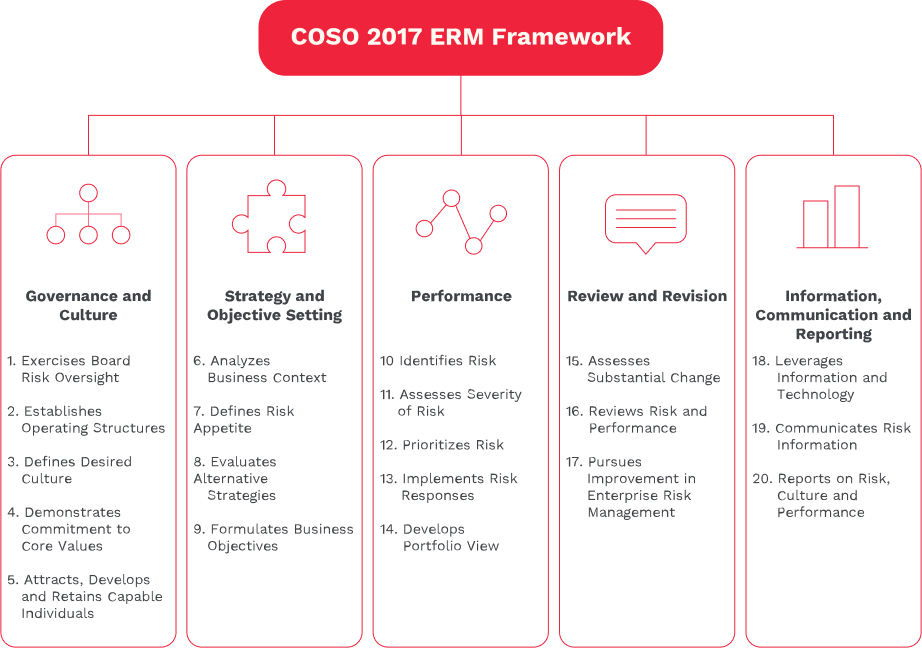 COSO 2017 ERM Framework
Governance and
Culture
1. Exercises Board
Risk Oversight
2. Establishes
Operating Structures
3. Defines Desired
Culture
4. Demonstrates
Commitment to
Core Values
5. Attracts, Develops
and Retains Capable
Individuals
Strategy and
Objective Setting
6. Analyzes
Business Context
7. Defines Risk
Appetite
8. Evaluates
Alternative
Strategies
9. Formulates Business
Objectives
Performance
10 Identifies Risk
11. Assesses Severity
of Risk
12. Prioritizes Risk
13. Implements Risk
Responses
14. Develops
Portfolio View
Review and Revision
15. Assesses
Substantial Change
16. Reviews Risk and
Performance
17. Pursues
Improvement in
Enterprise Risk
Management
Information,
Communication and
Reporting
18. Leverages
Information and
Technology
19. Communicates Risk
Information
20. Reports on Risk,
Culture and
Performance